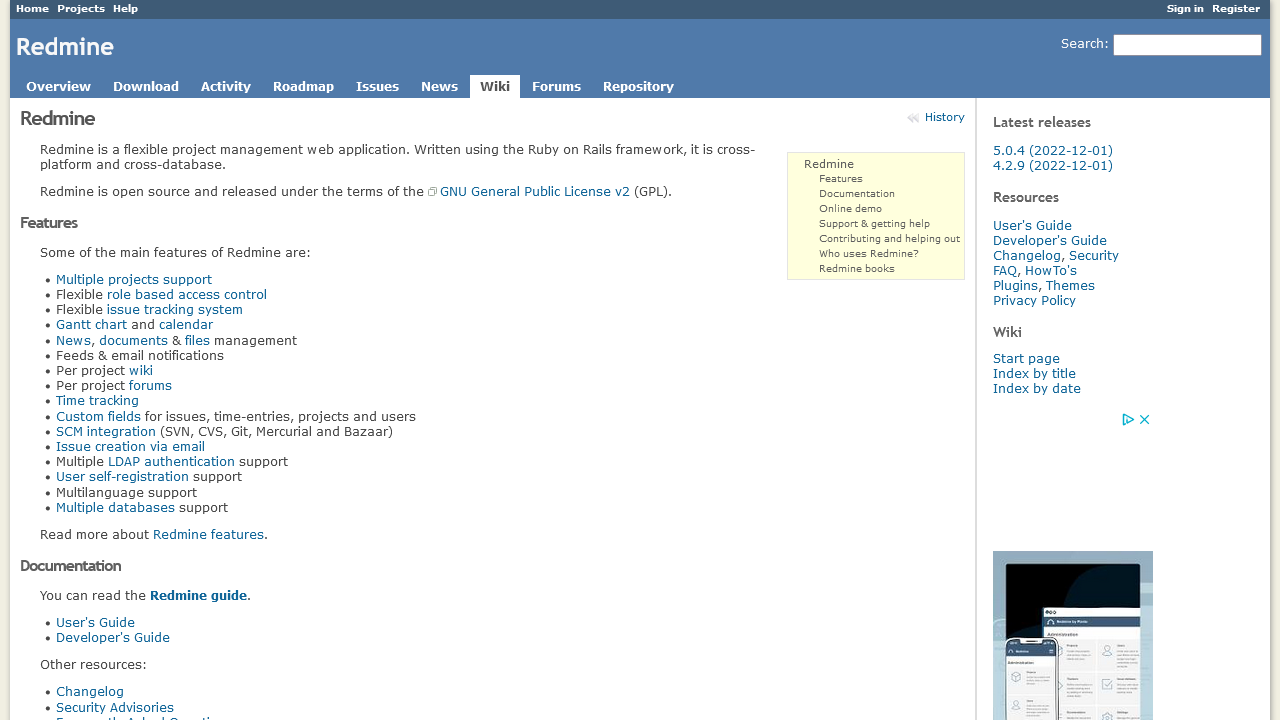 Home Projects Help
Sign in Register
Redmine
Search:
Overview Download Activity Roadmap Issues News Wiki Forums Repository
Redmine
History
Redmine is a flexible project management web application. Written using the Ruby on Rails framework, it is cross-
platform and cross-database.
Redmine is open source and released under the terms of the GNU General Public License v2 (GPL).
Redmine
Features
Documentation
Online demo
Support & getting help
Contributing and helping out
Who uses Redmine?
Redmine books
Features
Some of the main features of Redmine are:
Multiple projects support
Flexible role based access control
Flexible issue tracking system
Gantt chart and calendar
News, documents & files management
Feeds & email notifications
Per project wiki
Per project forums
Time tracking
Custom fields for issues, time-entries, projects and users
SCM integration (SVN, CVS, Git, Mercurial and Bazaar)
Issue creation via email
Multiple LDAP authentication support
User self-registration support
Multilanguage support
Multiple databases support
Read more about Redmine features.
Documentation
You can read the Redmine guide.
User's Guide
Developer's Guide
Other resources:
Changelog
Security Advisories
Latest releases
5.0.4 (2022-12-01)
4.2.9 (2022-12-01)
Resources
User's Guide
Developer's Guide
Changelog, Security
FAQ, HowTo's
Plugins, Themes
Privacy Policy
Wiki
Start page
Index by title
Index by date
Administration
Administration